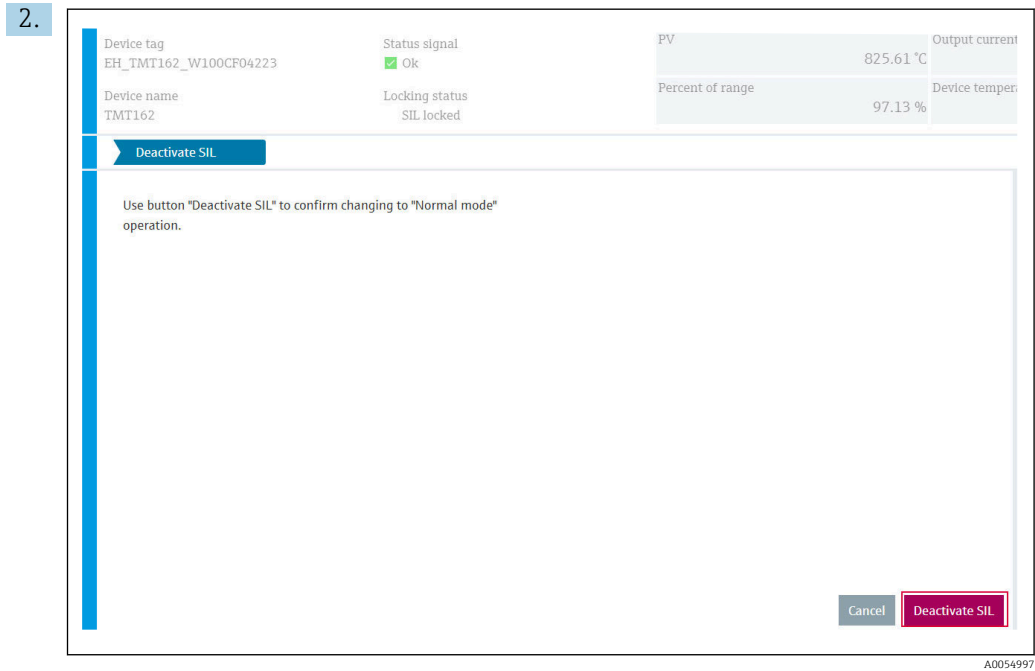 2.
Device tag
EH_TMT162_W100CF04223
Status signal
Ok
PV
825.61 °C
Output current
Device name
TMT162
Locking status
SIL locked
Percent of range
97.13 %
Device tempera
Deactivate SIL
Use button "Deactivate SIL" to confirm changing to "Normal mode"
operation.
Cancel
Deactivate SIL
A0054997